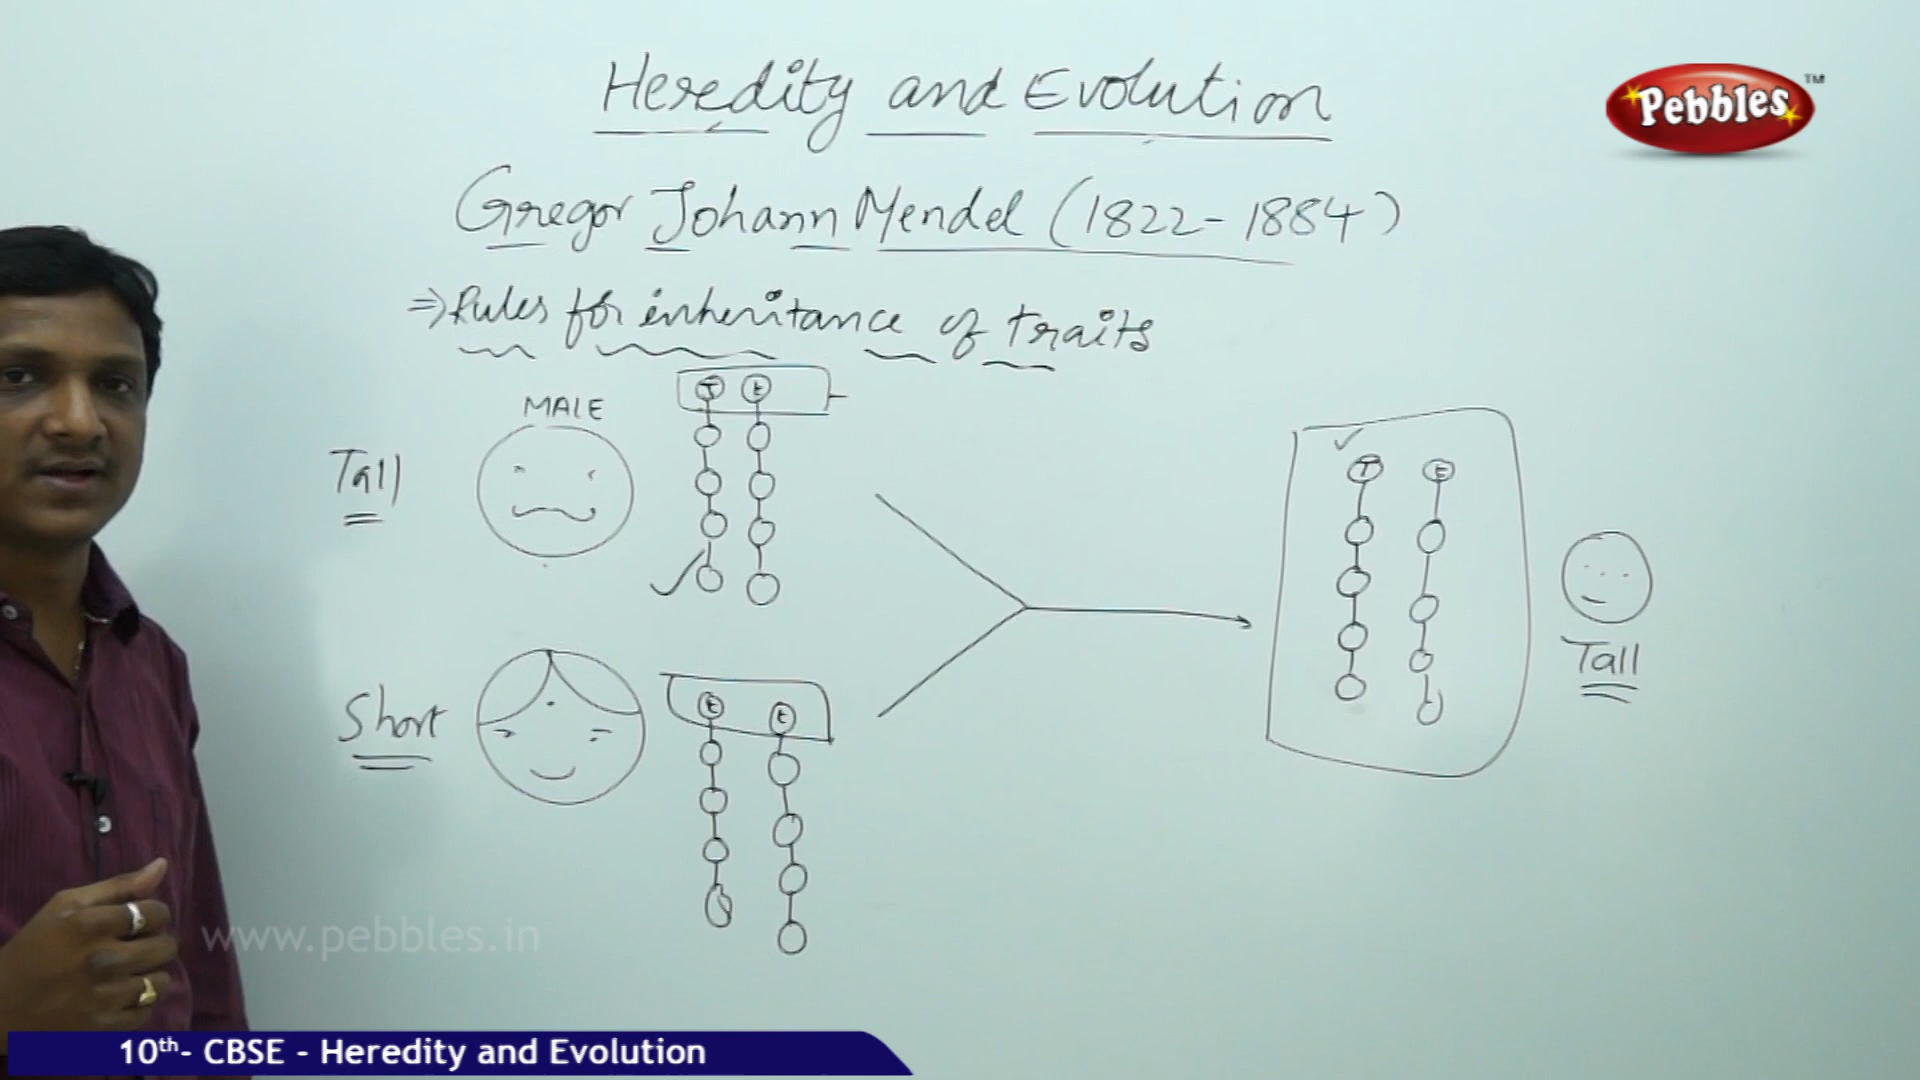 Heredity and Evolution
Pebbles TM
Gregor Johann Mendel (1822-1884)
⇒ Rules for inheritance of traits
MALE
T t
Tall
T t
Tall
Short
t t
www.pebbles.in
10th- CBSE - Heredity and Evolution